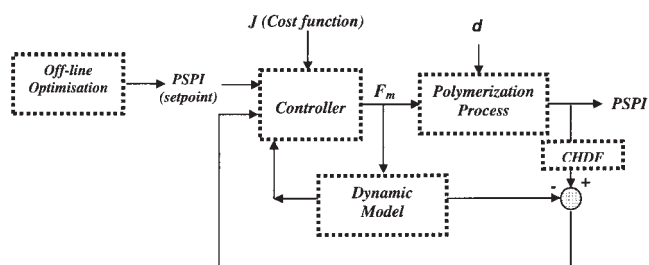 J (Cost function)
d
Off-line
Optimisation
PSPI
(setpoint)
Controller
F_m
Polymerization
Process
PSPI
CHDF
- +
Dynamic
Model